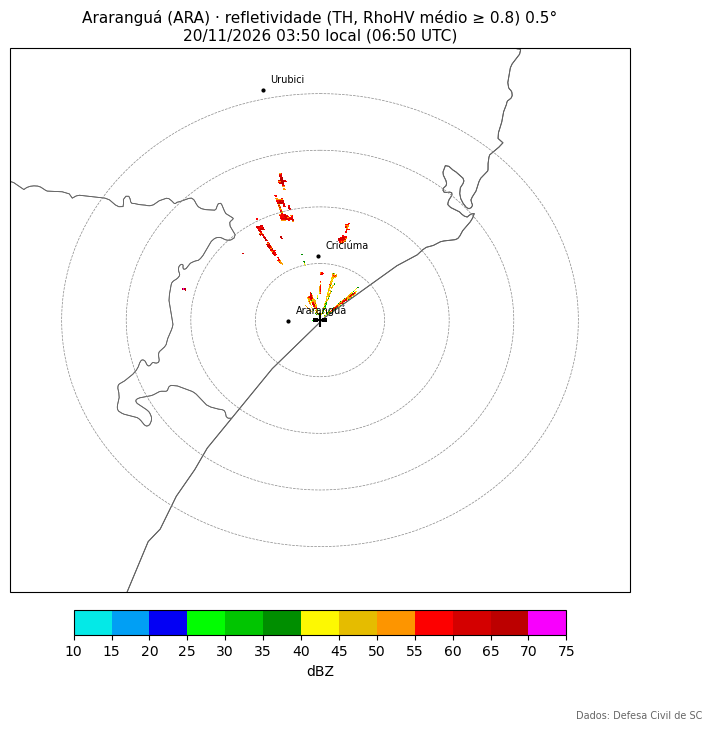 Araranguá (ARA) · refletividade (TH, RhoHV médio ≥ 0.8) 0.5°
20/11/2026 03:50 local (06:50 UTC)
Urubici
Criciúma
Araranguá
10 15 20 25 30 35 40 45 50 55 60 65 70 75
dBZ
Dados: Defesa Civil de SC